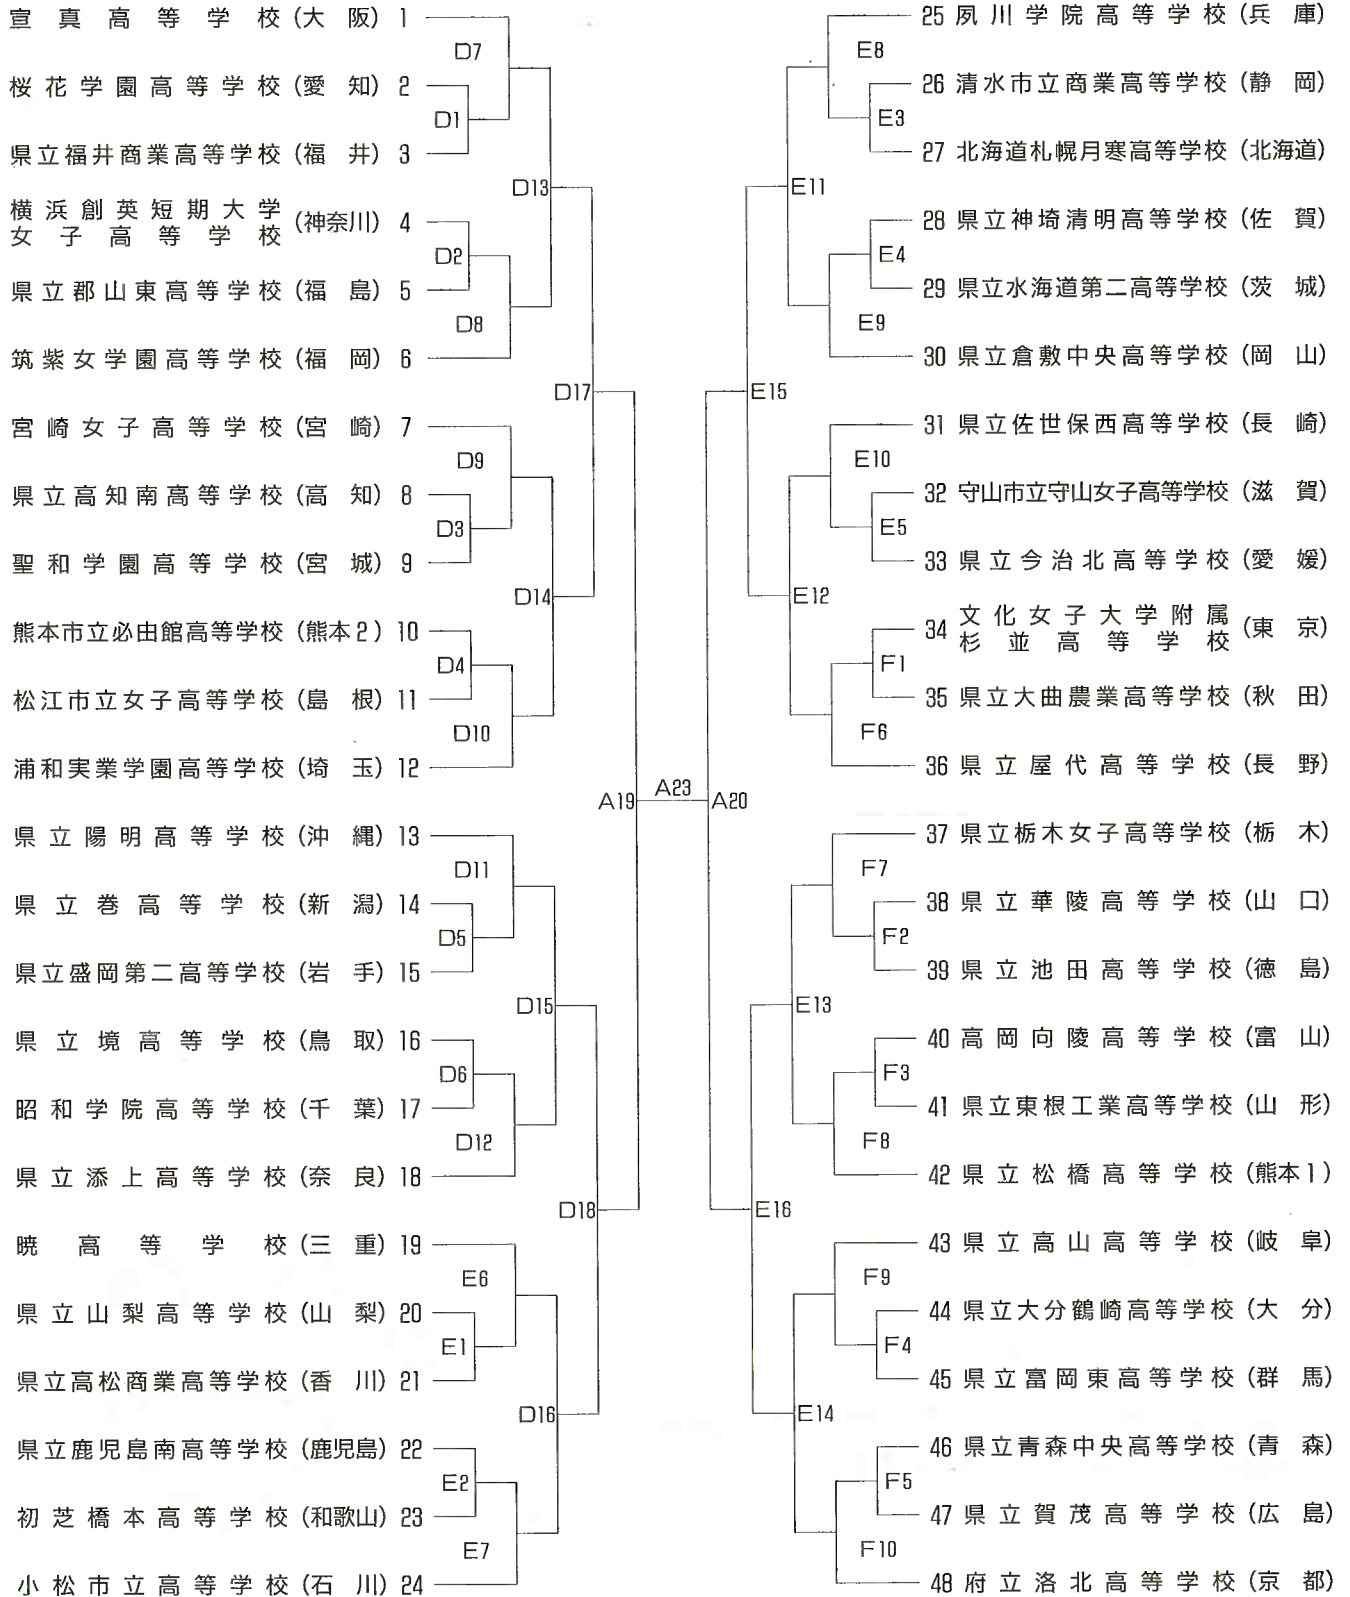 宣真高等学校(大阪) 1
D7
桜花学園高等学校(愛知) 2
D1
県立福井商業高等学校(福井) 3
D13
横浜創英短期大学
女子高等学校
(神奈川) 4
D2
県立郡山東高等学校(福島) 5
D8
筑紫女学園高等学校(福岡) 6
D17
宮崎女子高等学校(宮崎) 7
D9
県立高知南高等学校(高知) 8
D3
聖和学園高等学校(宮城) 9
D14
熊本市立必由館高等学校(熊本2) 10
D4
松江市立女子高等学校(島根) 11
D10
浦和実業学園高等学校(埼玉) 12
A19 A23 A20
県立陽明高等学校(沖縄) 13
D11
県立巻高等学校(新潟) 14
D5
県立盛岡第二高等学校(岩手) 15
D15
県立境高等学校(鳥取) 16
D6
昭和学院高等学校(千葉) 17
D12
県立添上高等学校(奈良) 18
D18
暁高等学校(三重) 19
E6
県立山梨高等学校(山梨) 20
E1
県立高松商業高等学校(香川) 21
D16
県立鹿児島南高等学校(鹿児島) 22
E2
初芝橋本高等学校(和歌山) 23
E7
小松市立高等学校(石川) 24
25 夙川学院高等学校(兵庫)
E8
26 清水市立商業高等学校(静岡)
E3
27 北海道札幌月寒高等学校(北海道)
E11
28 県立神埼清明高等学校(佐賀)
E4
29 県立水海道第二高等学校(茨城)
E9
30 県立倉敷中央高等学校(岡山)
E15
31 県立佐世保西高等学校(長崎)
E10
32 守山市立守山女子高等学校(滋賀)
E5
33 県立今治北高等学校(愛媛)
E12
34 文化女子大学附属
杉並高等学校
(東京)
F1
35 県立大曲農業高等学校(秋田)
F6
36 県立屋代高等学校(長野)
37 県立栃木女子高等学校(栃木)
F7
38 県立華陵高等学校(山口)
F2
39 県立池田高等学校(徳島)
E13
40 高岡向陵高等学校(富山)
F3
41 県立東根工業高等学校(山形)
F8
42 県立松橋高等学校(熊本1)
E16
43 県立高山高等学校(岐阜)
F9
44 県立大分鶴崎高等学校(大分)
F4
45 県立富岡東高等学校(群馬)
E14
46 県立青森中央高等学校(青森)
F5
47 県立賀茂高等学校(広島)
F10
48 府立洛北高等学校(京都)